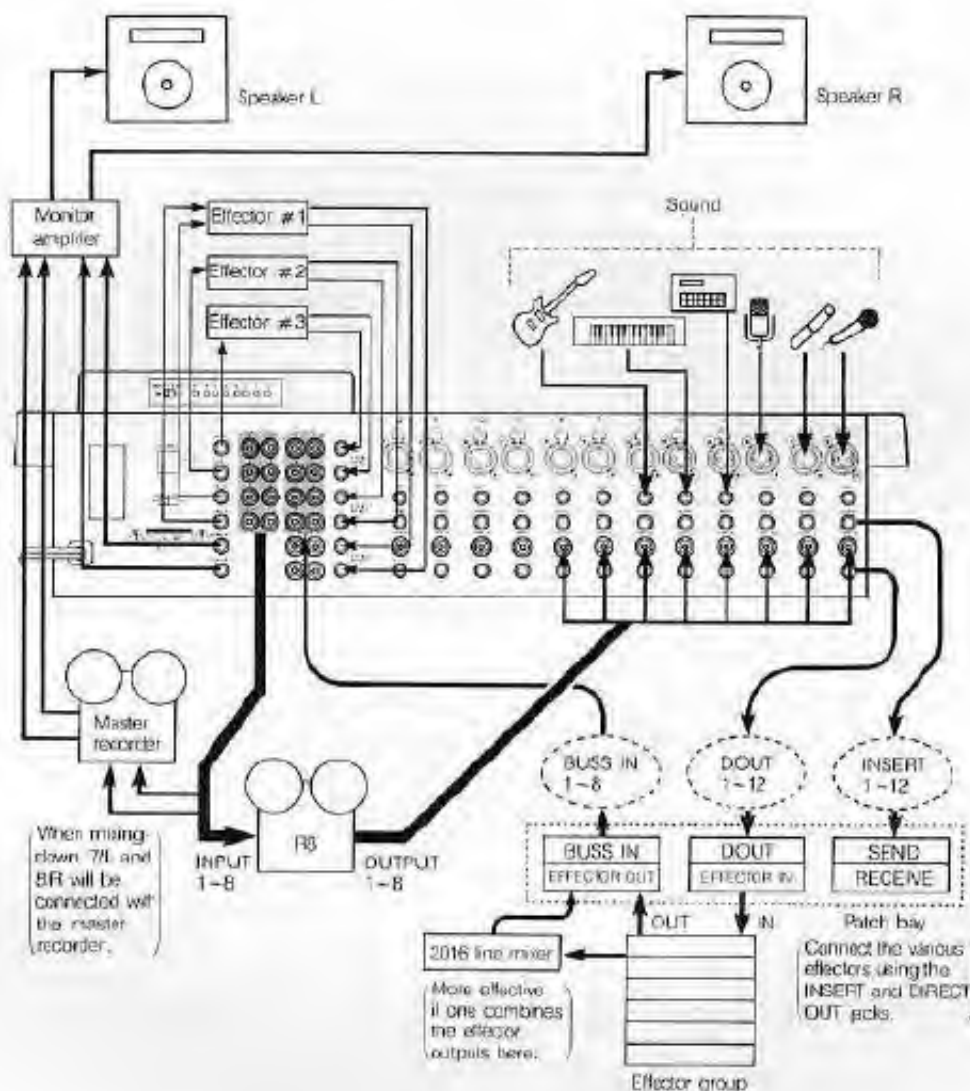 Speaker L
Speaker R
Monitor
amplifier
Effector #1
Effector #2
Effector #3
Sound
Master
recorder
(When mixing-
down 7/L and
8R will be
connected with
the master
recorder.)
INPUT
1~8
R8
OUTPUT
1~8
BUSS IN
1~8
DOUT
1~12
INSERT
1~12
BUSS IN
EFFECTOR OUT
DOUT
EFFECTOR IN
SEND
RECEIVE
OUT
IN
Patch bay
2016 line mixer
(More effective
if one combines
the effector
outputs here.)
(Connect the various
effectors using the
INSERT and DIRECT
OUT jacks.
Effector group